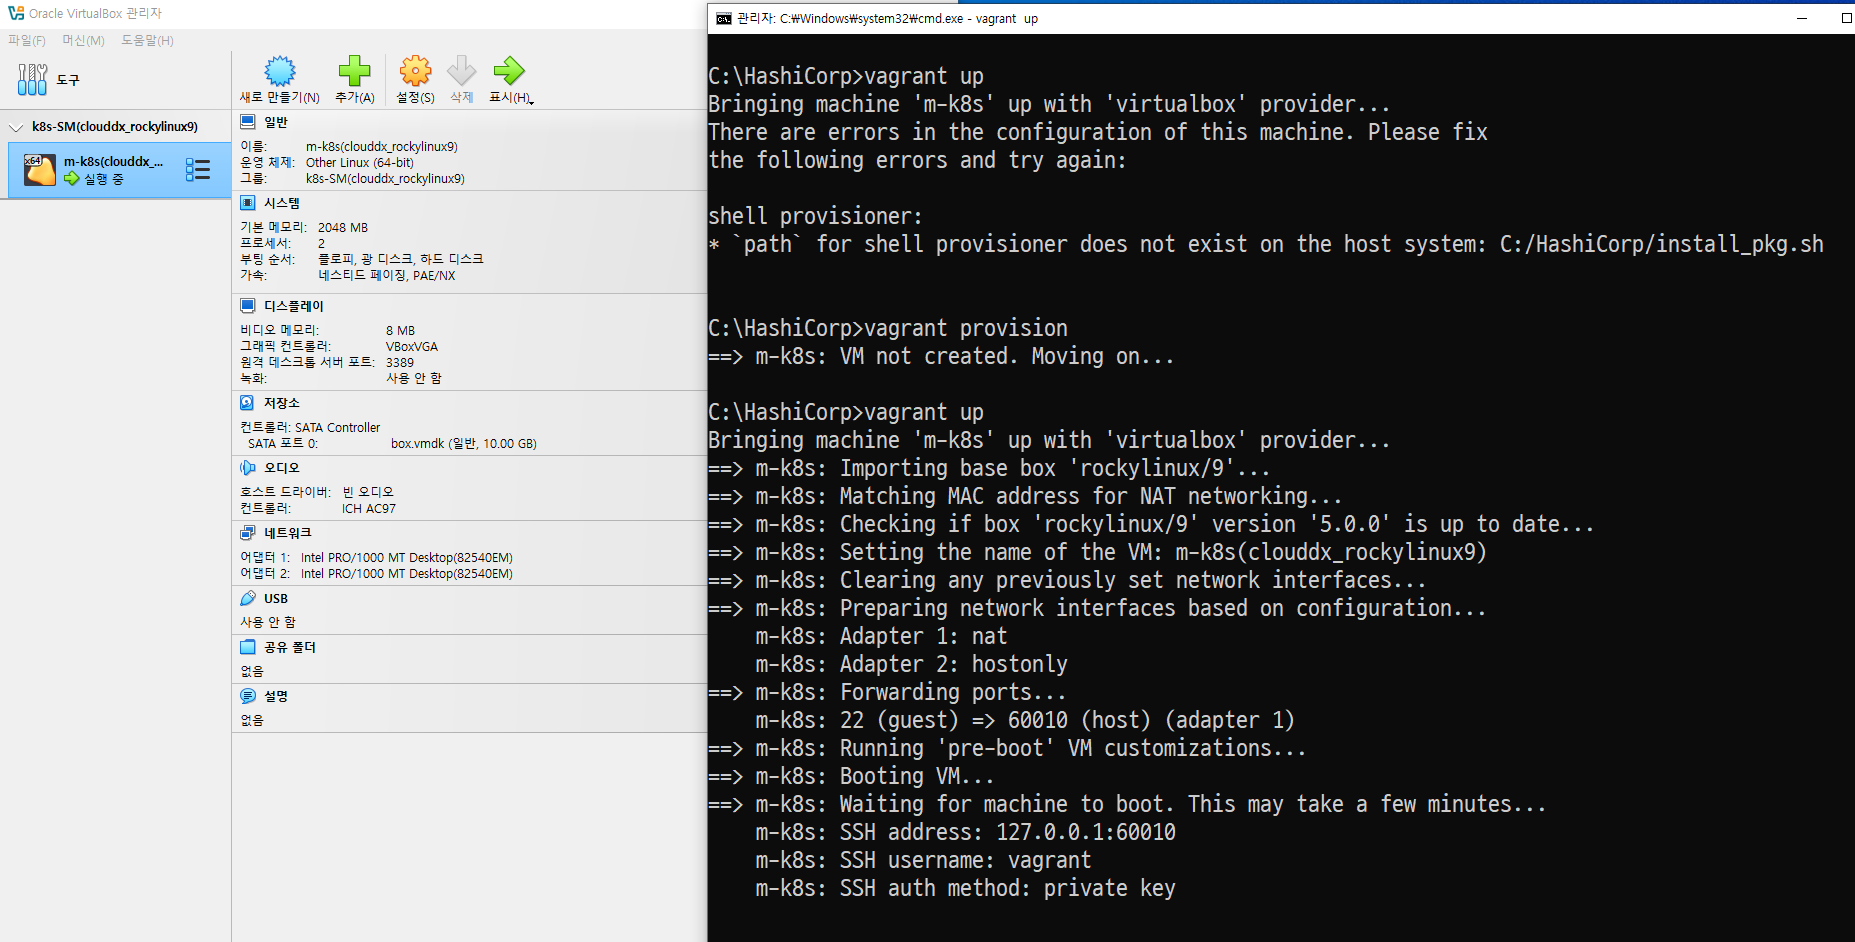 Oracle VirtualBox 관리자
파일(F) 머신(M) 도움말(H)
도구
k8s-SM(clouddx_rockylinux9)
x64
m-k8s(clouddx_...
실행 중
새로 만들기(N) 추가(A) 설정(S) 삭제 표시(H)
일반
이름: m-k8s(clouddx_rockylinux9)
운영 체제: Other Linux (64-bit)
그룹: k8s-SM(clouddx_rockylinux9)
시스템
기본 메모리: 2048 MB
프로세서: 2
부팅 순서: 플로피, 광 디스크, 하드 디스크
가속: 네스티드 페이징, PAE/NX
디스플레이
비디오 메모리: 8 MB
그래픽 컨트롤러: VBoxVGA
원격 데스크톱 서버 포트: 3389
녹화: 사용 안 함
저장소
컨트롤러: SATA Controller
SATA 포트 0: box.vmdk (일반, 10.00 GB)
오디오
호스트 드라이버: 빈 오디오
컨트롤러: ICH AC97
네트워크
어댑터 1: Intel PRO/1000 MT Desktop(82540EM)
어댑터 2: Intel PRO/1000 MT Desktop(82540EM)
USB
사용 안 함
공유 폴더
없음
설명
없음
관리자: C:₩Windows₩system32₩cmd.exe - vagrant  up
C:\HashiCorp>vagrant up
Bringing machine 'm-k8s' up with 'virtualbox' provider...
There are errors in the configuration of this machine. Please fix
the following errors and try again:
shell provisioner:
* `path` for shell provisioner does not exist on the host system: C:/HashiCorp/install_pkg.sh
C:\HashiCorp>vagrant provision
==> m-k8s: VM not created. Moving on...
C:\HashiCorp>vagrant up
Bringing machine 'm-k8s' up with 'virtualbox' provider...
==> m-k8s: Importing base box 'rockylinux/9'...
==> m-k8s: Matching MAC address for NAT networking...
==> m-k8s: Checking if box 'rockylinux/9' version '5.0.0' is up to date...
==> m-k8s: Setting the name of the VM: m-k8s(clouddx_rockylinux9)
==> m-k8s: Clearing any previously set network interfaces...
==> m-k8s: Preparing network interfaces based on configuration...
m-k8s: Adapter 1: nat
m-k8s: Adapter 2: hostonly
==> m-k8s: Forwarding ports...
m-k8s: 22 (guest) => 60010 (host) (adapter 1)
==> m-k8s: Running 'pre-boot' VM customizations...
==> m-k8s: Booting VM...
==> m-k8s: Waiting for machine to boot. This may take a few minutes...
m-k8s: SSH address: 127.0.0.1:60010
m-k8s: SSH username: vagrant
m-k8s: SSH auth method: private key